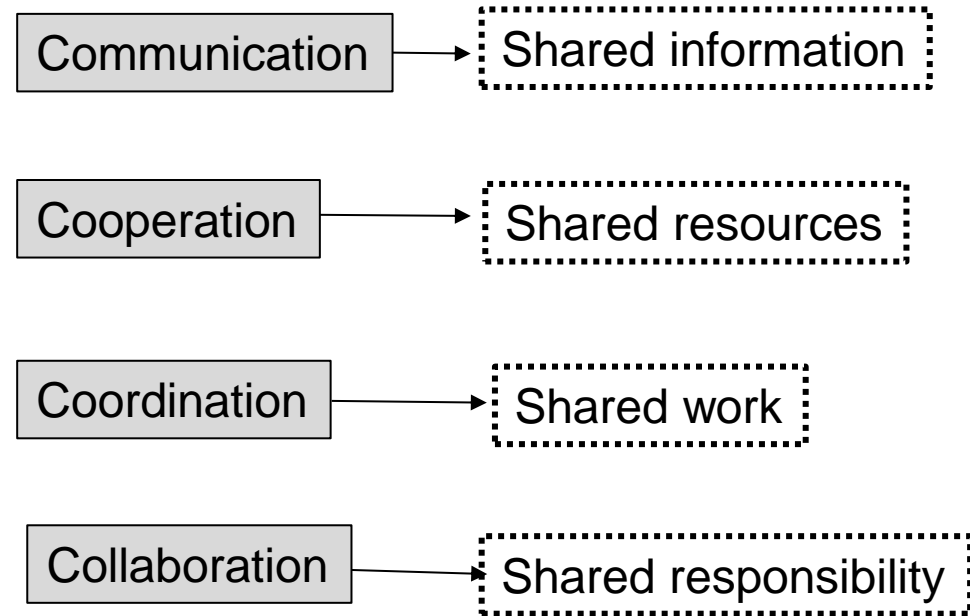 Communication
Shared information
Cooperation
Shared resources
Coordination
Shared work
Collaboration
Shared responsibility